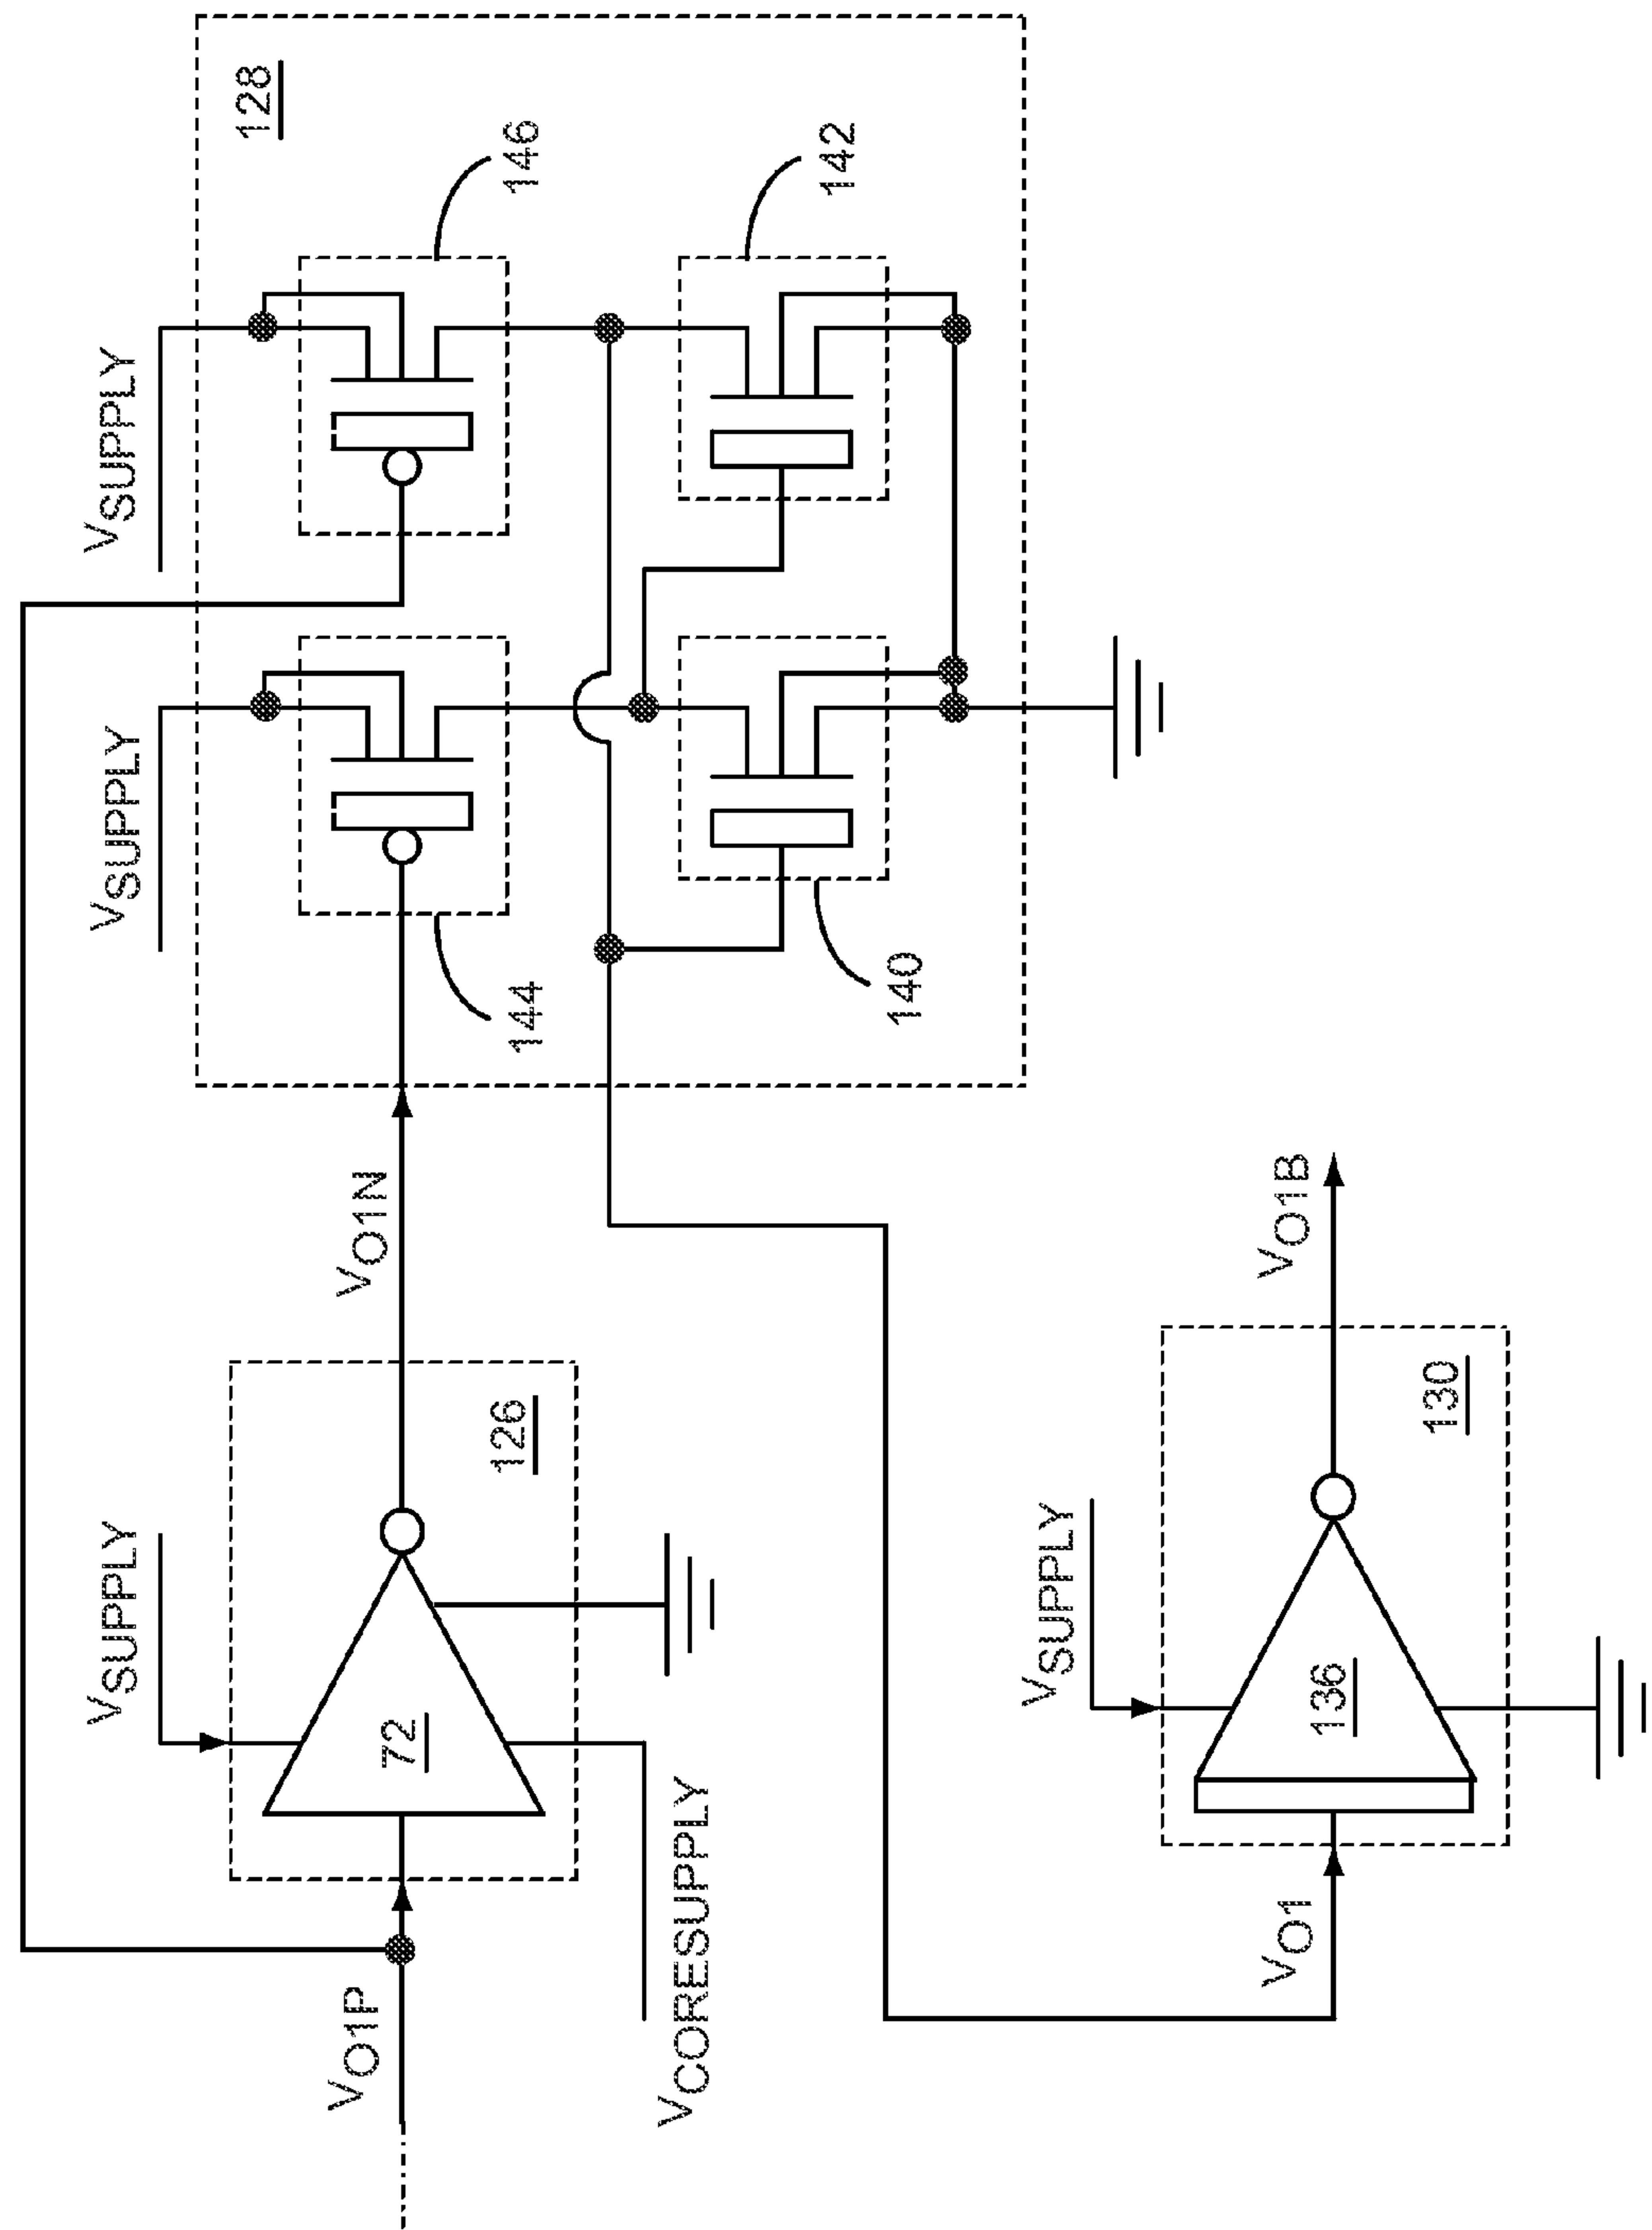 VSUPPLY
VSUPPLY
VSUPPLY
128
146
144
142
140
VO1P
VO1N
72
126
VCORESUPPLY
VSUPPLY
VO1
136
130
VO1B